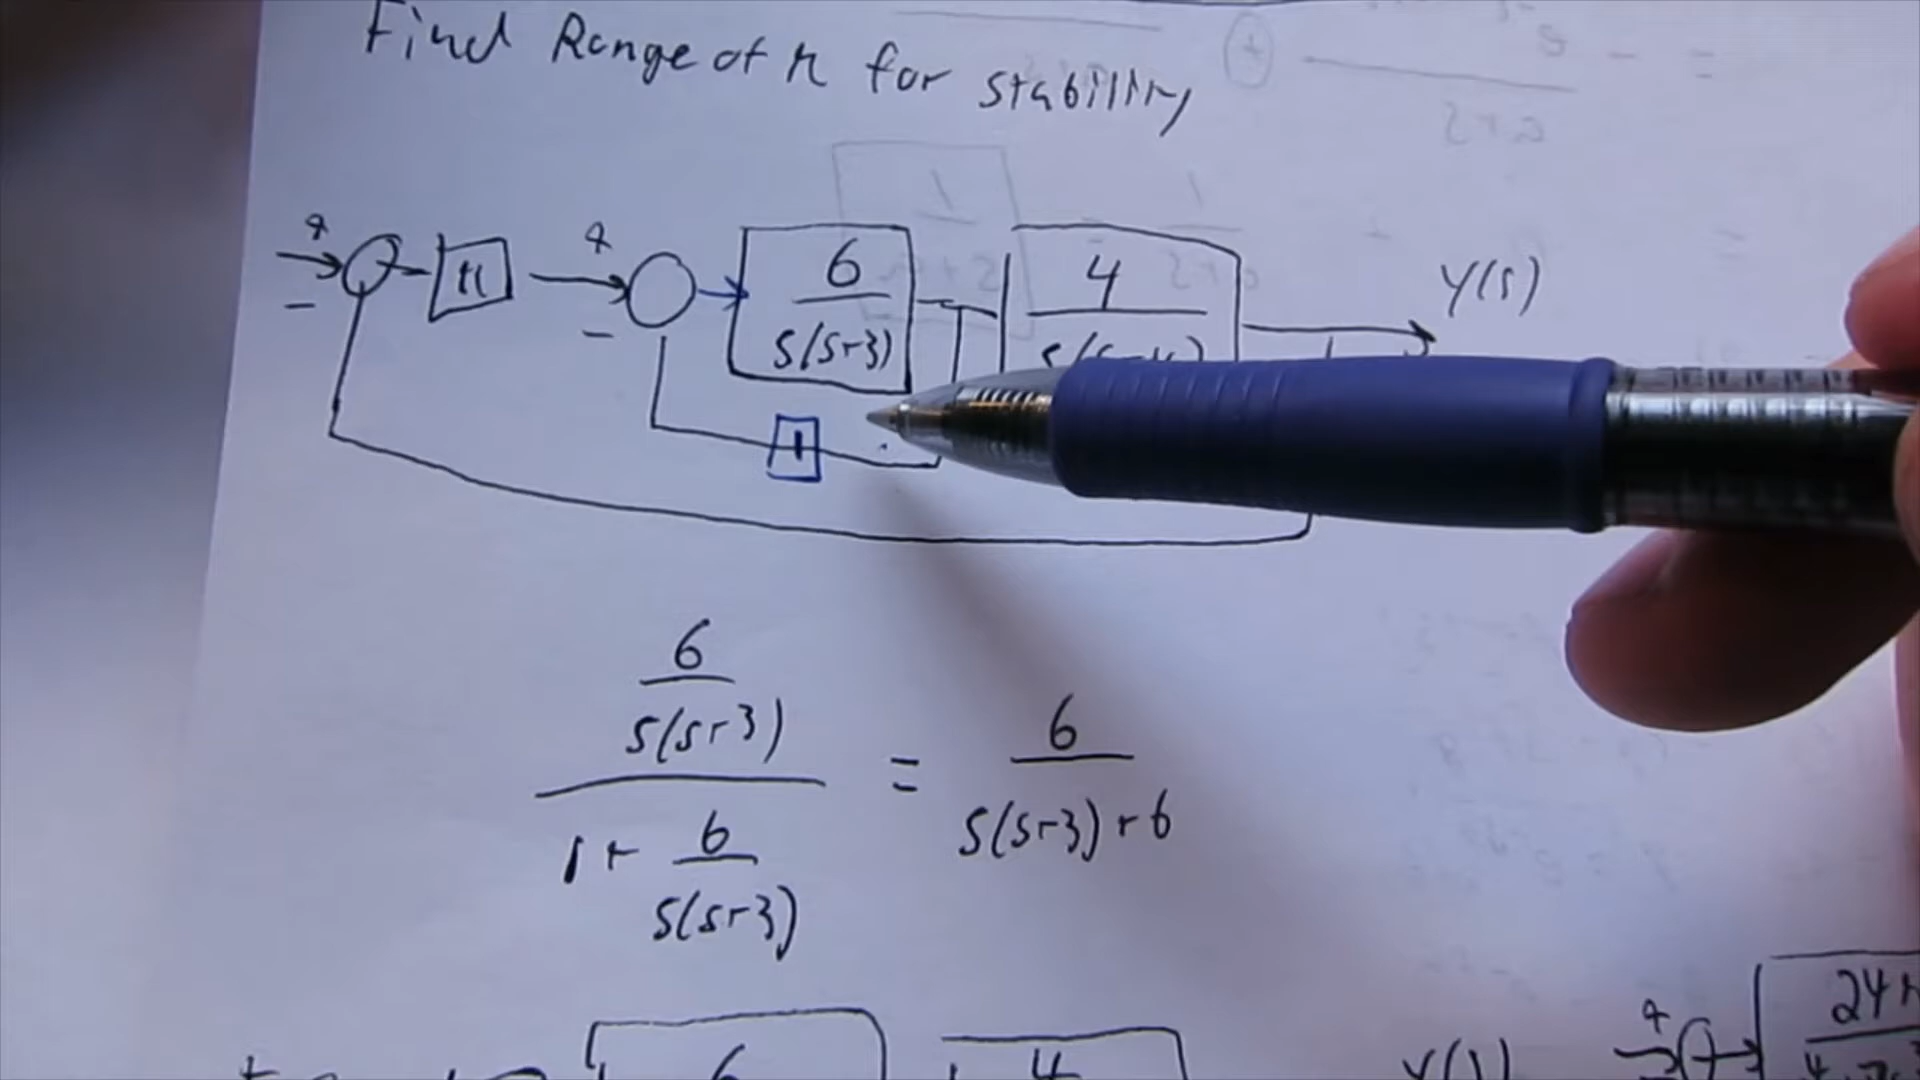 Find Range of K for stability
+ K + 6 4 Y(s)
- - s(s+3)
1
6
s(s+3) = 6
1 + 6 s(s+3)+6
s(s+3)
+ 24K
6 4 Y(s)